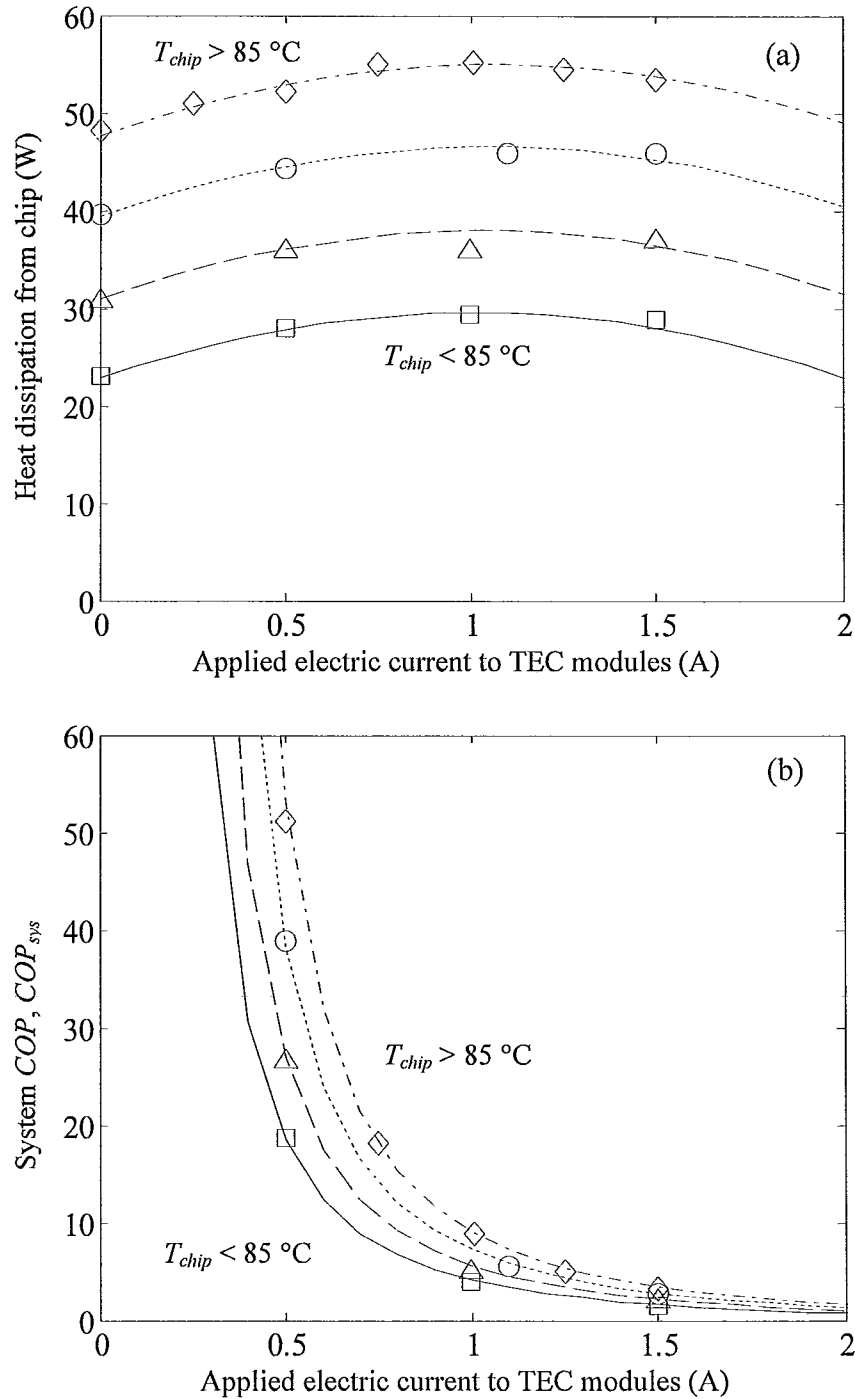 60
50
40
30
20
10
0
Heat dissipation from chip (W)
T_chip > 85 °C
(a)
T_chip < 85 °C
0 0.5 1 1.5 2
Applied electric current to TEC modules (A)
60
50
40
30
20
10
0
System COP, COP_sys
(b)
T_chip > 85 °C
T_chip < 85 °C
0 0.5 1 1.5 2
Applied electric current to TEC modules (A)